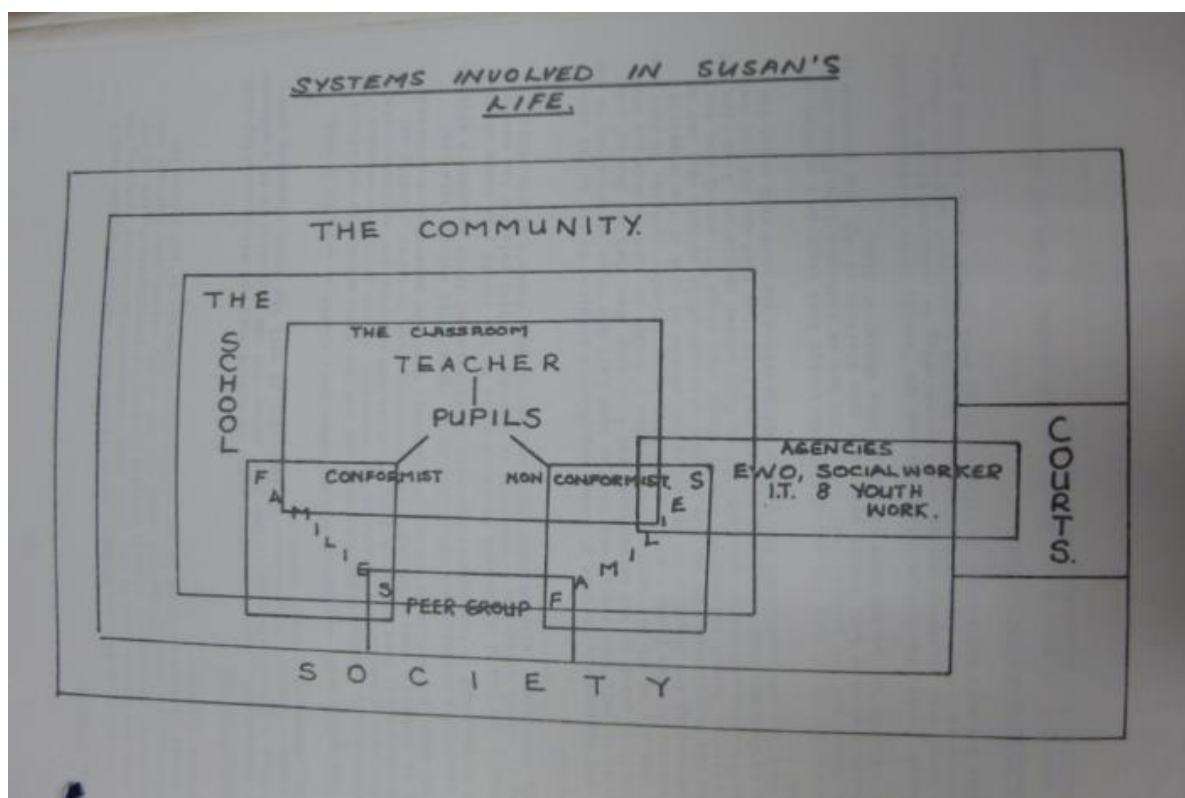 SYSTEMS INVOLVED IN SUSAN'S
LIFE.
THE COMMUNITY.
THE
SCHOOL
THE CLASSROOM
TEACHER
PUPILS
CONFORMIST
NON CONFORMIST.
FAMILIES
FAMILIES
PEER GROUP
AGENCIES
EWO, SOCIAL WORKER
I.T. & YOUTH
WORK.
COURTS.
SOCIETY